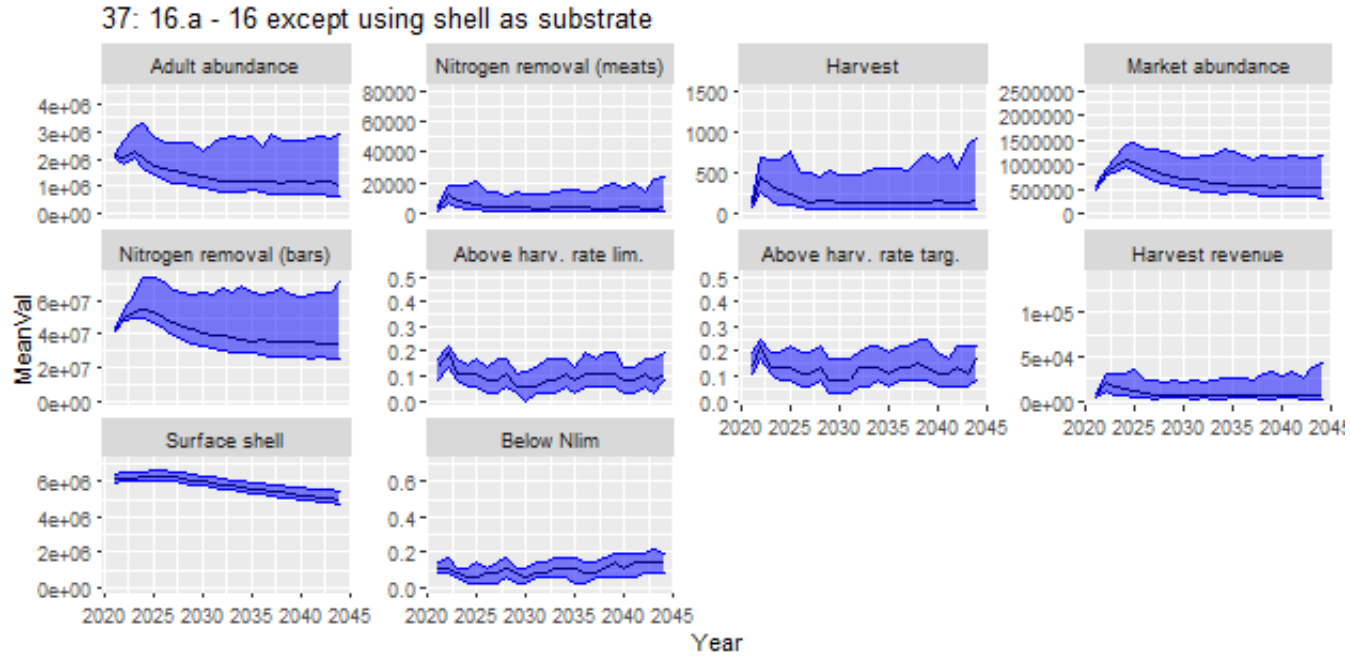 37: 16.a - 16 except using shell as substrate
Adult abundance
Nitrogen removal (meats)
Harvest
Market abundance
4e+06
3e+06
2e+06
1e+06
0e+00
80000
60000
40000
20000
0
1500
1000
500
0
2500000
2000000
1500000
1000000
500000
0
Nitrogen removal (bars)
Above harv. rate lim.
Above harv. rate targ.
Harvest revenue
6e+07
4e+07
2e+07
0e+00
0.5
0.4
0.3
0.2
0.1
0.0
0.5
0.4
0.3
0.2
0.1
0.0
1e+05
5e+04
0e+00
2020 2025 2030 2035 2040 2045
2020 2025 2030 2035 2040 2045
MeanVal
Surface shell
Below Nlim
6e+06
4e+06
2e+06
0e+00
0.6
0.4
0.2
0.0
2020 2025 2030 2035 2040 2045
2020 2025 2030 2035 2040 2045
Year